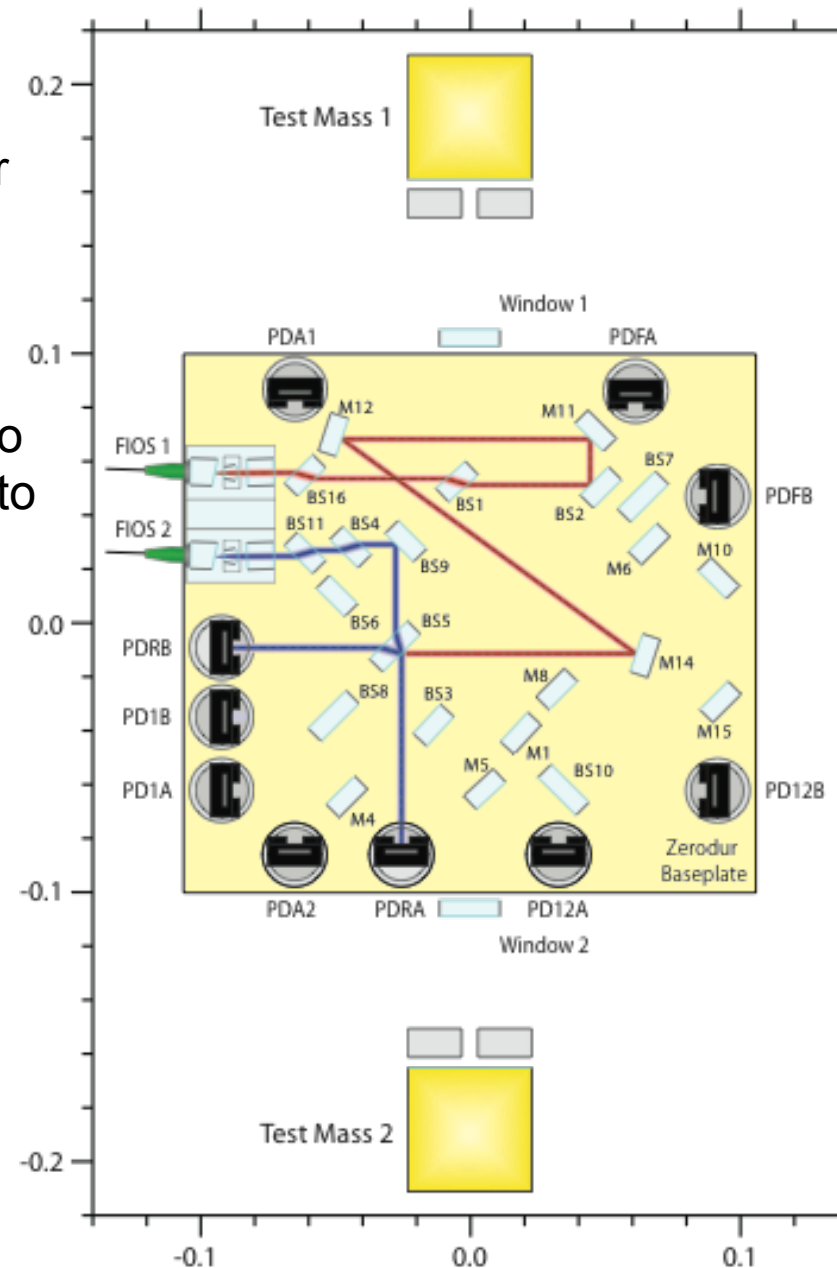 0.2
Test Mass 1
r
Window 1
PDA1
PDFA
0.1
M12
M11
o
FIOS 1
to
BS7
BS16
BS1
BS2
PDFB
FIOS 2
BS11
BS4
BS9
M6
M10
BS6
BS5
0.0
PDRB
M14
M8
BS8
BS3
PD1B
M15
M1
M5
BS10
PD1A
PD12B
M4
Zerodur
Baseplate
-0.1
PDA2
PDRA
PD12A
Window 2
Test Mass 2
-0.2
-0.1
0.0
0.1